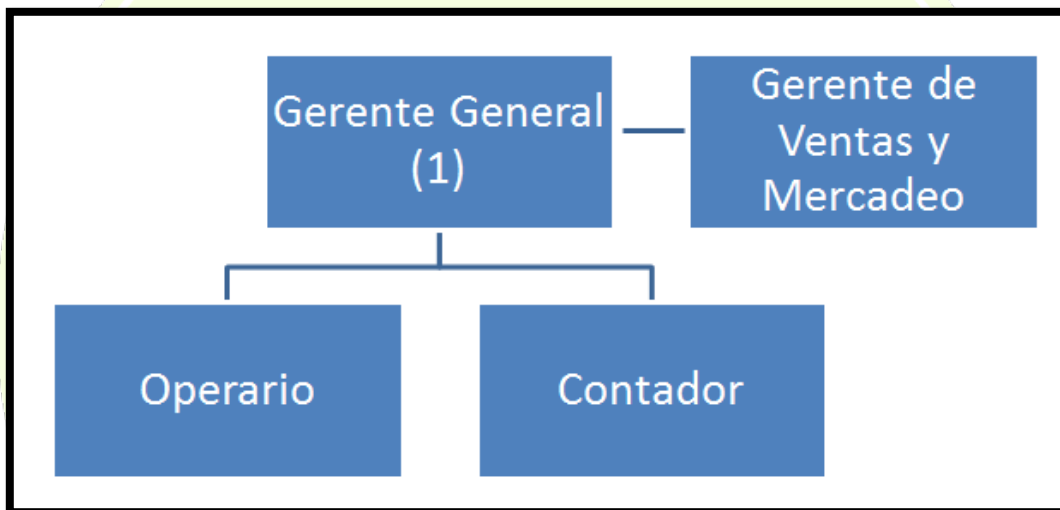 Gerente General
(1)
Gerente de
Ventas y
Mercadeo
Operario
Contador